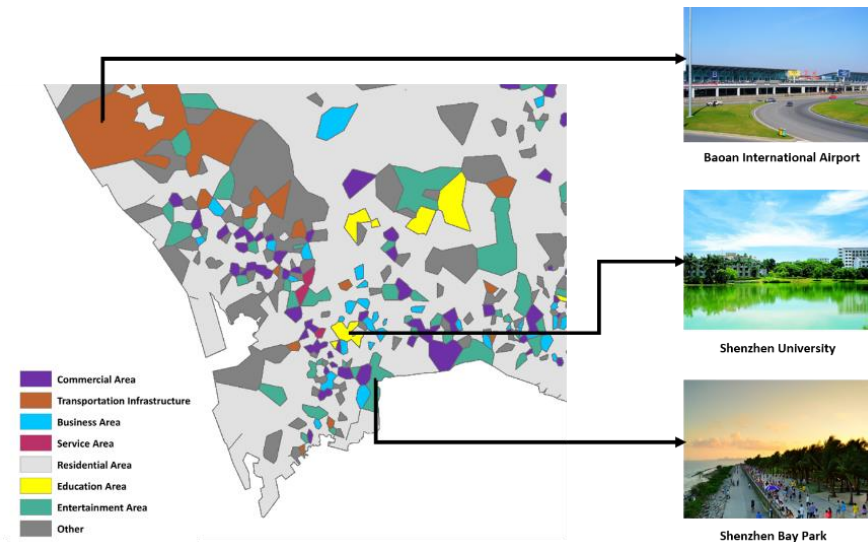 Baoan International Airport
Shenzhen University
Commercial Area
Transportation Infrastructure
Business Area
Service Area
Residential Area
Education Area
Entertainment Area
Other
Shenzhen Bay Park